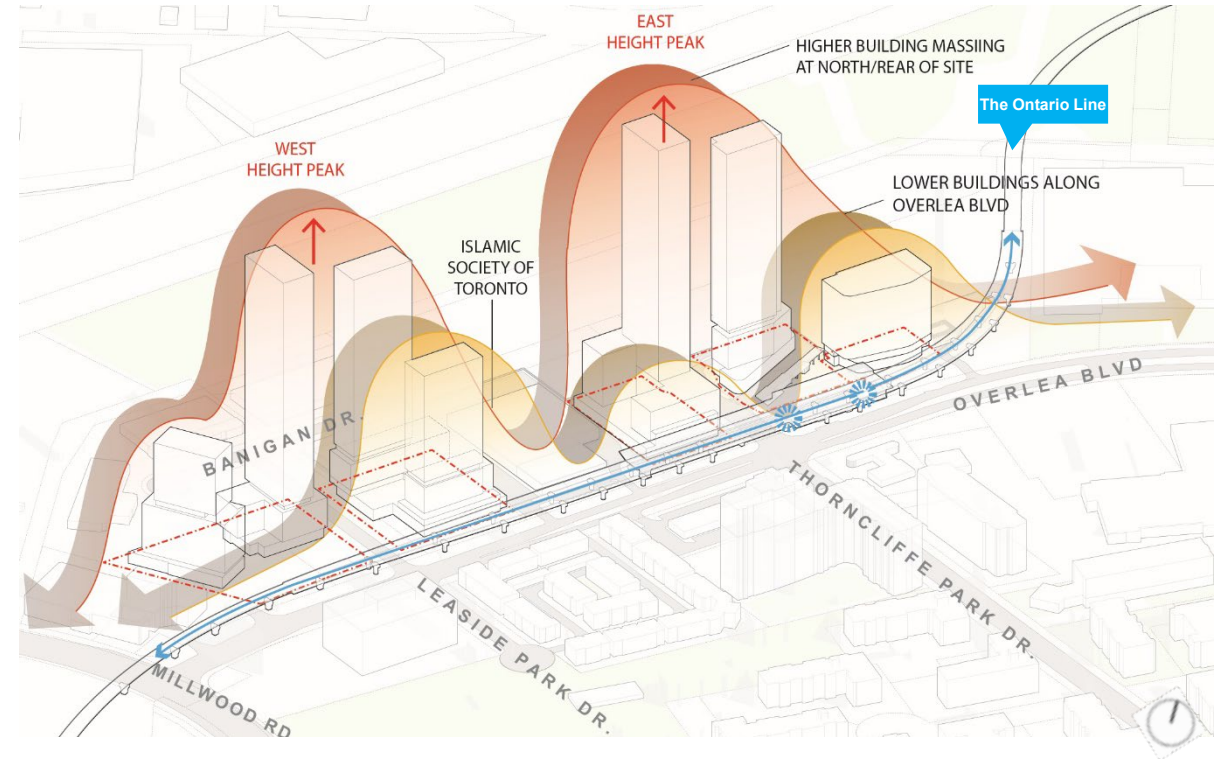 EAST
HEIGHT PEAK
HIGHER BUILDING MASSIING
AT NORTH/REAR OF SITE
The Ontario Line
WEST
HEIGHT PEAK
LOWER BUILDINGS ALONG
OVERLEA BLVD
ISLAMIC
SOCIETY OF
TORONTO
BANIGAN DR.
OVERLEA BLVD
THORNCLIFFE PARK DR.
LEASIDE PARK DR.
MILLWOOD RD